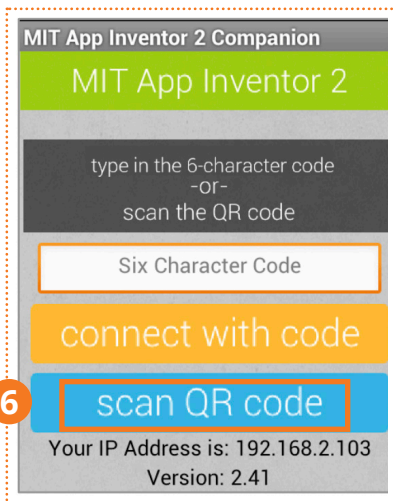 MIT App Inventor 2 Companion
MIT App Inventor 2
type in the 6-character code
-or-
scan the QR code
Six Character Code
connect with code
6
scan QR code
Your IP Address is: 192.168.2.103
Version: 2.41